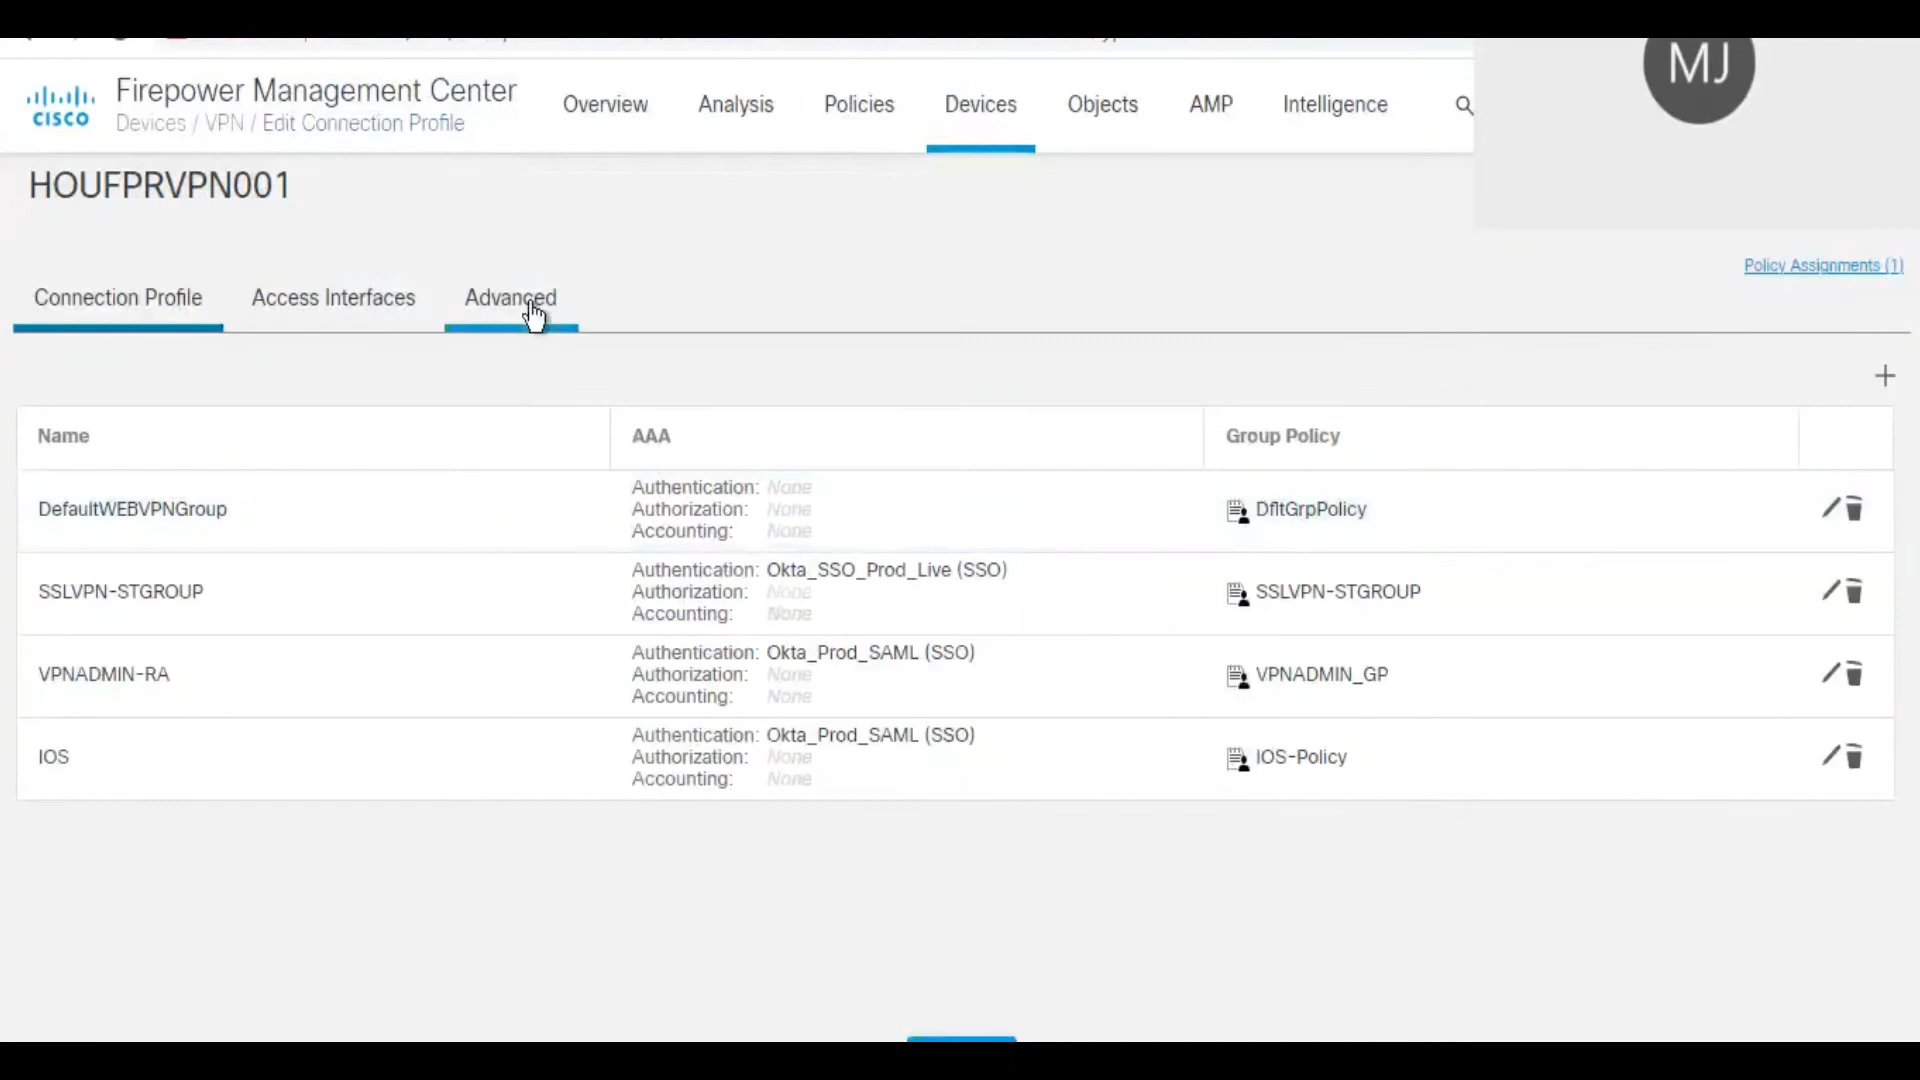 MJ
CISCO
Firepower Management Center
Devices / VPN / Edit Connection Profile
Overview
Analysis
Policies
Devices
Objects
AMP
Intelligence
HOUFPRVPN001
Policy Assignments (1)
Connection Profile
Access Interfaces
Advanced
Name
AAA
Group Policy
DefaultWEBVPNGroup
Authentication: None
Authorization: None
Accounting: None
DfltGrpPolicy
SSLVPN-STGROUP
Authentication: Okta_SSO_Prod_Live (SSO)
Authorization: None
Accounting: None
SSLVPN-STGROUP
VPNADMIN-RA
Authentication: Okta_Prod_SAML (SSO)
Authorization: None
Accounting: None
VPNADMIN_GP
IOS
Authentication: Okta_Prod_SAML (SSO)
Authorization: None
Accounting: None
IOS-Policy